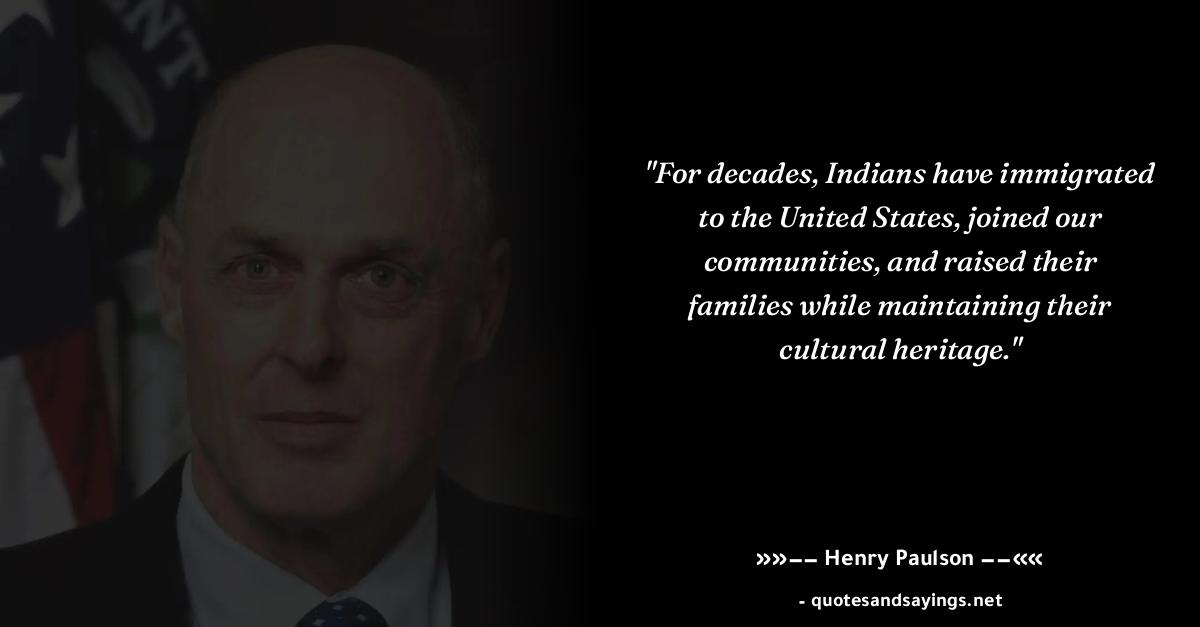 NT
"For decades, Indians have immigrated
to the United States, joined our
communities, and raised their
families while maintaining their
cultural heritage."
»»—— Henry Paulson ——««
- quotesandsayings.net